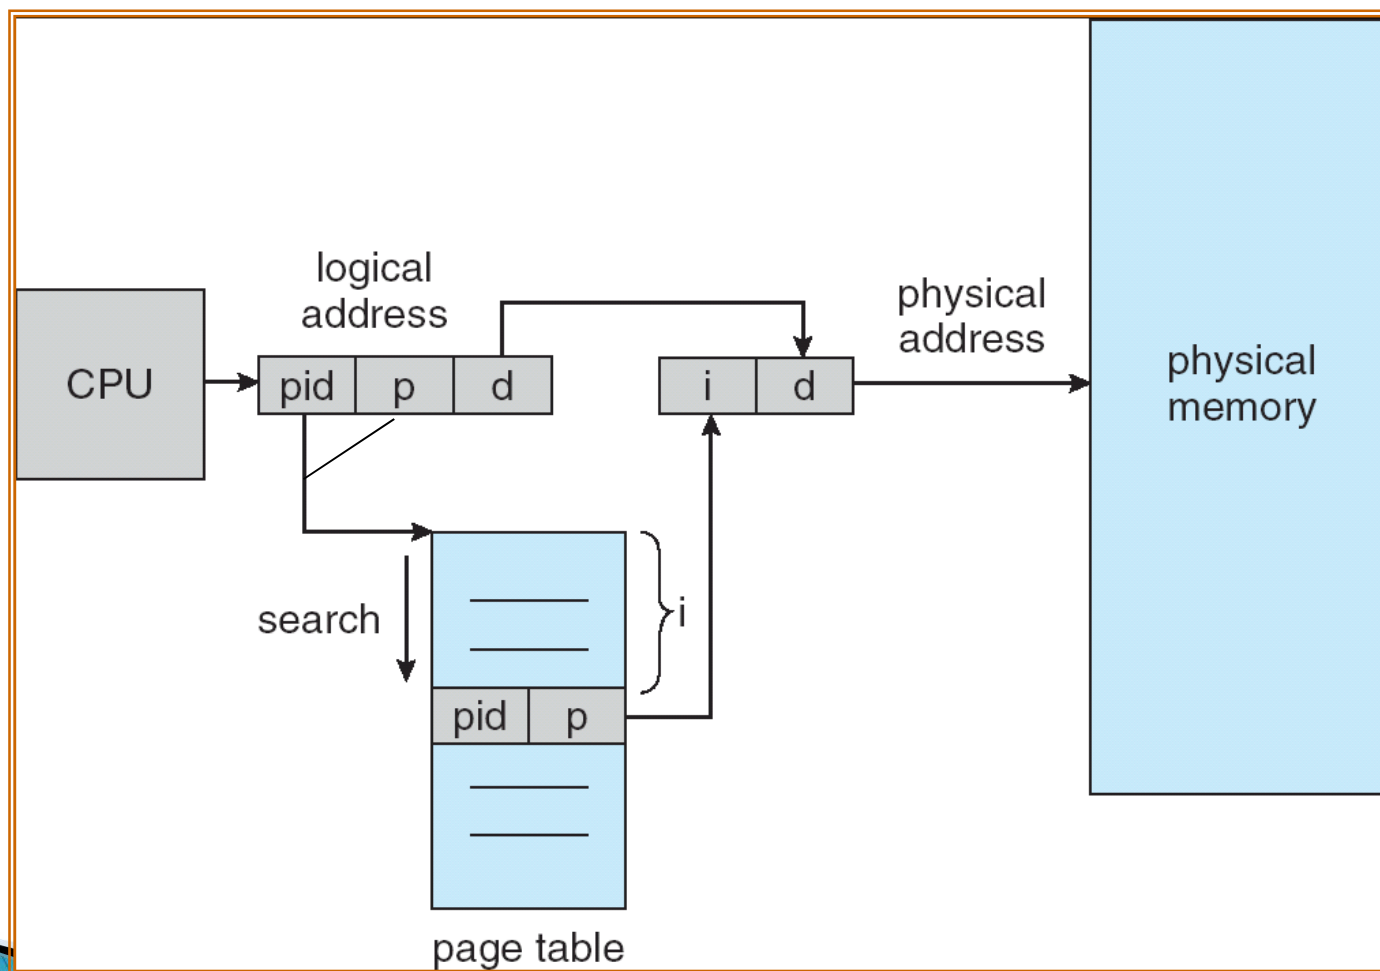 logical
address
physical
address
CPU
pid
p
d
i
d
physical
memory
search
i
pid
p
page table